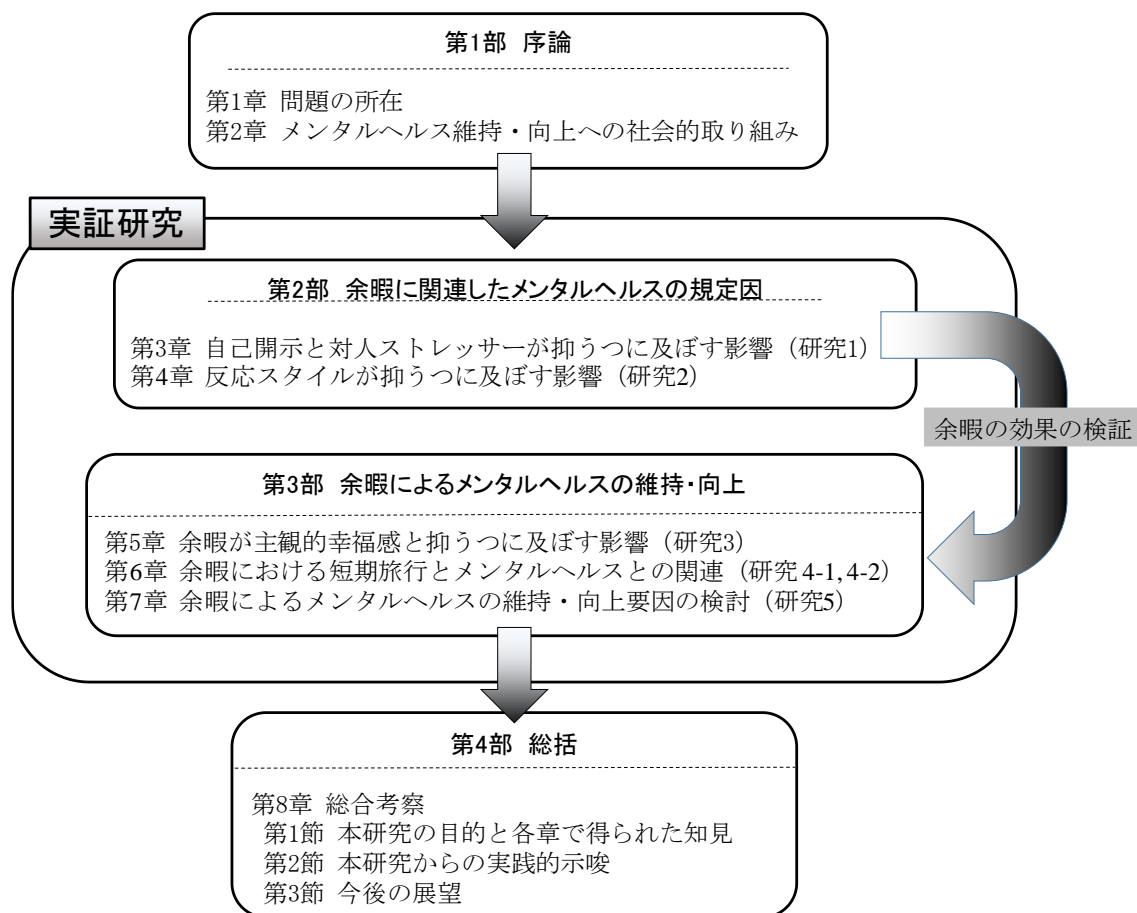 第1部 序論
第1章 問題の所在
第2章 メンタルヘルス維持・向上への社会的取り組み
実証研究
第2部 余暇に関連したメンタルヘルスの規定因
第3章 自己開示と対人ストレッサーが抑うつに及ぼす影響（研究1）
第4章 反応スタイルが抑うつに及ぼす影響（研究2）
余暇の効果の検証
第3部 余暇によるメンタルヘルスの維持・向上
第5章 余暇が主観的幸福感と抑うつに及ぼす影響（研究3）
第6章 余暇における短期旅行とメンタルヘルスとの関連（研究4-1, 4-2）
第7章 余暇によるメンタルヘルスの維持・向上要因の検討（研究5）
第4部 総括
第8章 総合考察
第1節 本研究の目的と各章で得られた知見
第2節 本研究からの実践的示唆
第3節 今後の展望